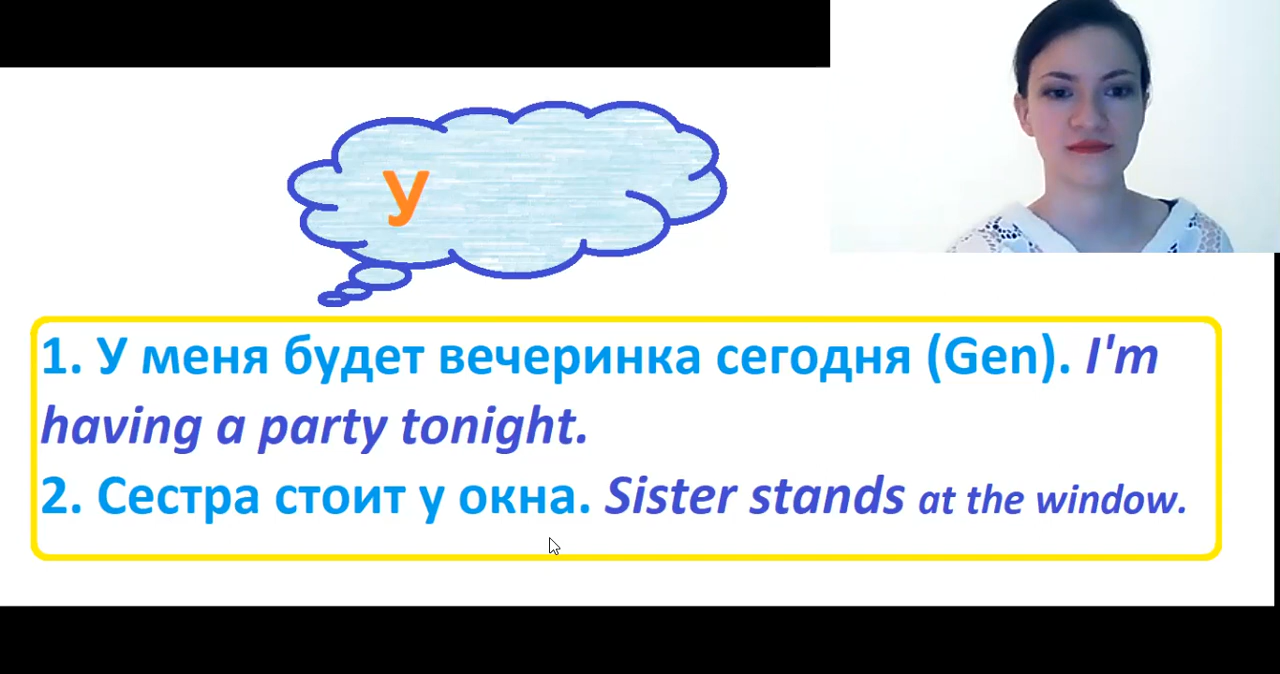 у
1. У меня будет вечеринка сегодня (Gen). I'm
having a party tonight.
2. Сестра стоит у окна. Sister stands at the window.